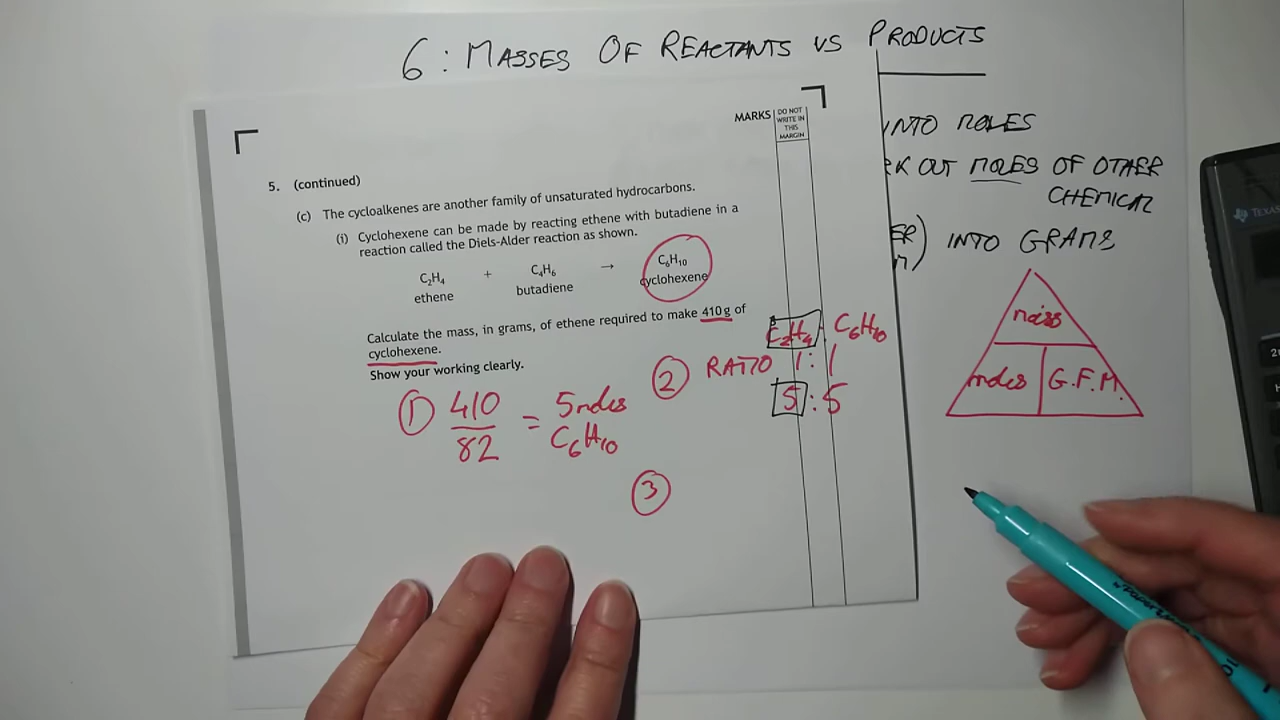 6 : MASSES OF REACTANTS VS PRODUCTS
MARKS
DO NOT
WRITE IN
THIS
MARGIN
5. (continued)
(c) The cycloalkenes are another family of unsaturated hydrocarbons.
(i) Cyclohexene can be made by reacting ethene with butadiene in a
reaction called the Diels-Alder reaction as shown.
C₂H₄ + C₄H₆ → C₆H₁₀
ethene butadiene cyclohexene
Calculate the mass, in grams, of ethene required to make 410 g of
cyclohexene.
Show your working clearly.
① 410
82
= 5 moles
C₆H₁₀
② RATIO
C₂H₄ : C₆H₁₀
1 : 1
5 : 5
③
INTO MOLES
RK OUT MOLES OF OTHER
CHEMICAL
ER) INTO GRAMS
mass
moles G.F.M.
TEXAS